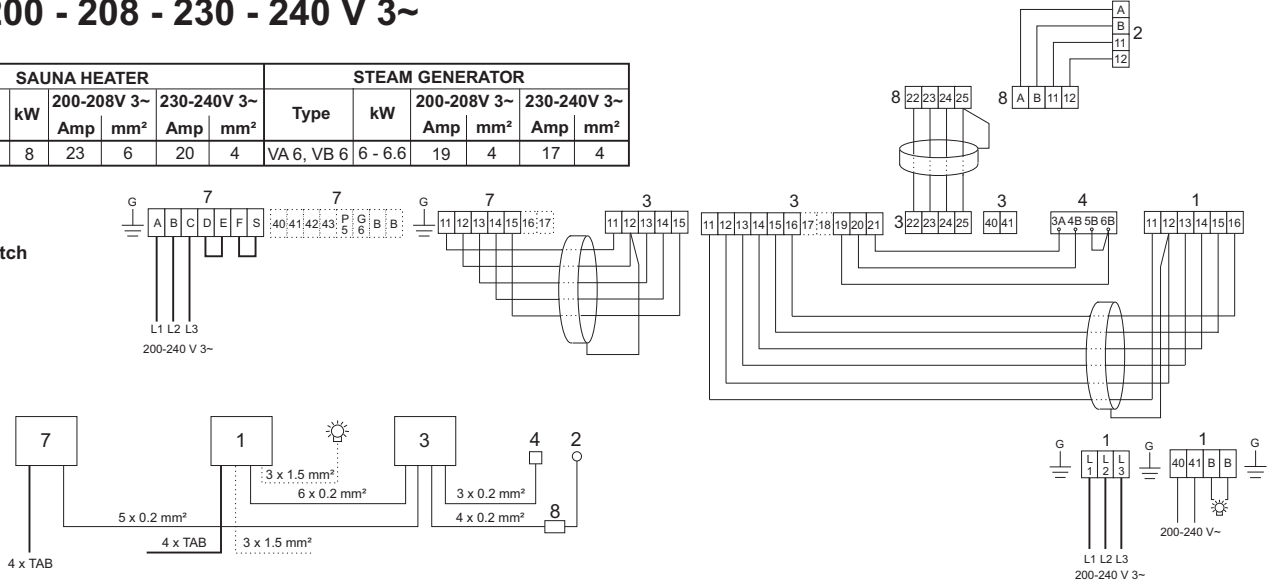 200 - 208 - 230 - 240 V 3~
SAUNA HEATER STEAM GENERATOR
kW 200-208V 3~ 230-240V 3~ Type kW 200-208V 3~ 230-240V 3~
Amp mm² Amp mm² Amp mm² Amp mm²
8 23 6 20 4 VA 6, VB 6 6 - 6.6 19 4 17 4
A
B
11
12
2
8 22 23 24 25
8 A B 11 12
G
7
A B C D E F S
7
40 41 42 43 P5 G6 B B
G
7
11 12 13 14 15 16 17
3
11 12 13 14 15
3
11 12 13 14 15 16 17 18 19 20 21
3 22 23 24 25
3
40 41
4
3A 4B 5B 6B
1
11 12 13 14 15 16
tch
L1 L2 L3
200-240 V 3~
7
1
3
4
2
3 x 1.5 mm²
6 x 0.2 mm²
3 x 0.2 mm²
5 x 0.2 mm²
4 x 0.2 mm²
8
4 x TAB
3 x 1.5 mm²
4 x TAB
G
1
L1 L2 L3
G
1
40 41 B B
G
200-240 V~
L1 L2 L3
200-240 V 3~